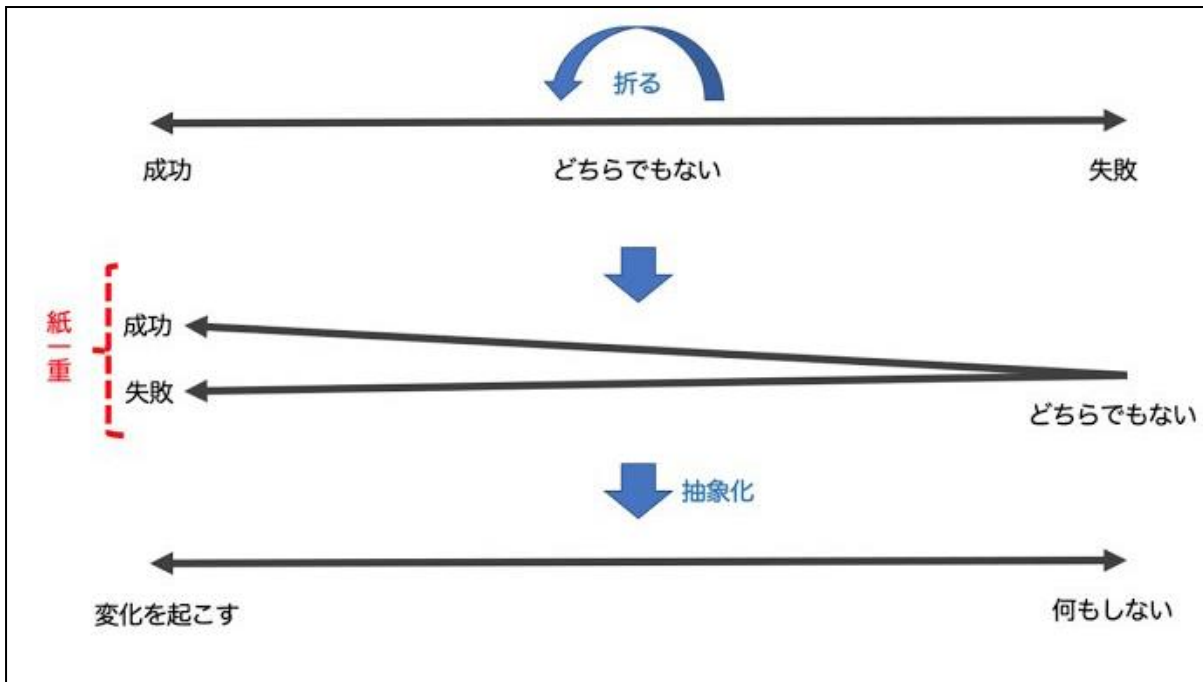 折る
成功
どちらでもない
失敗
紙一重
成功
失敗
どちらでもない
抽象化
変化を起こす
何もしない